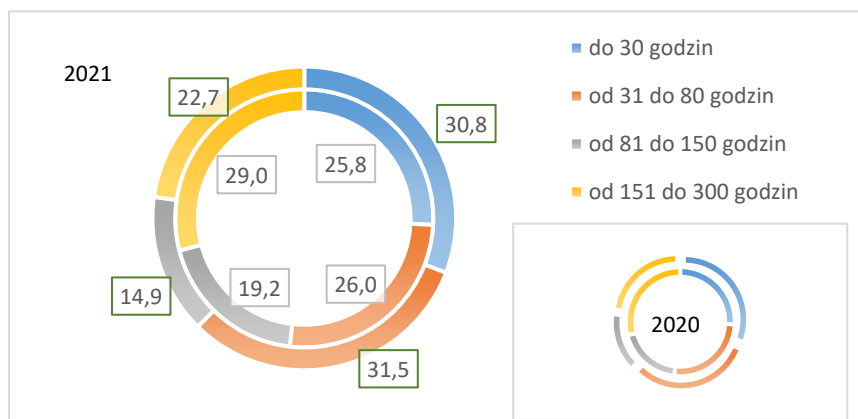 2021
22,7
30,8
25,8
29,0
19,2
26,0
14,9
31,5
do 30 godzin
od 31 do 80 godzin
od 81 do 150 godzin
od 151 do 300 godzin
2020